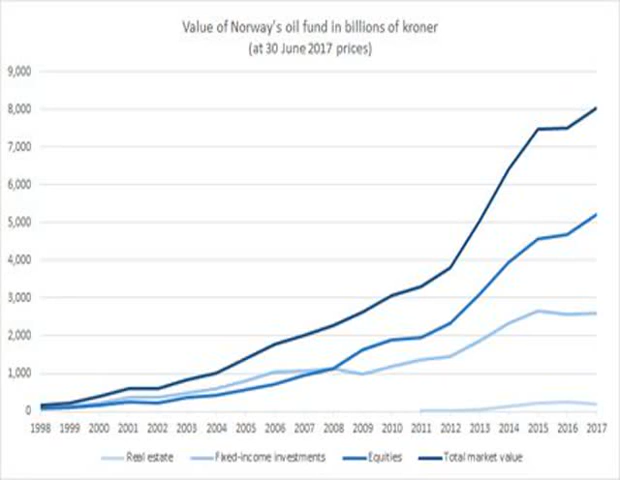 Value of Norway's oil fund in billions of kroner
(at 30 June 2017 prices)
9,000
8,000
7,000
6,000
5,000
4,000
3,000
2,000
1,000
0
1998 1999 2000 2001 2002 2003 2004 2005 2006 2007 2008 2009 2010 2011 2012 2013 2014 2015 2016 2017
Real estate Fixed-income investments Equities Total market value